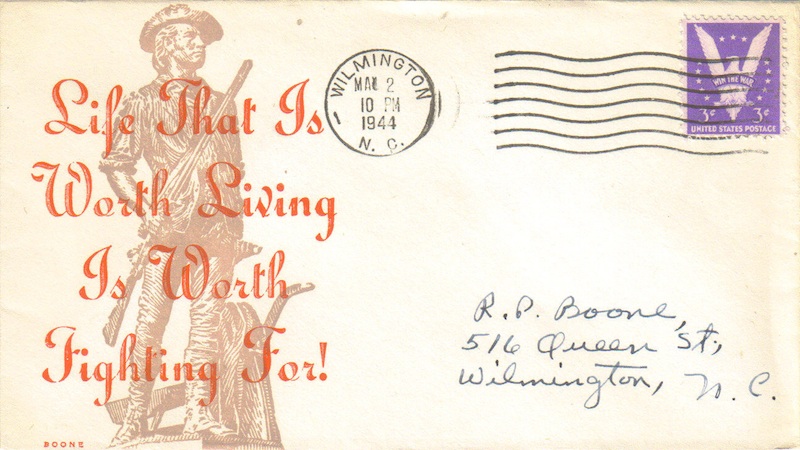 Life That Is
Worth Living
Is Worth
Fighting For!
BOONE
WILMINGTON
MAY 2
10 PM
1944
N. C.
WIN THE WAR
3¢ 3¢
UNITED STATES POSTAGE
R. P. Boone,
516 Queen St.,
Wilmington, N. C.